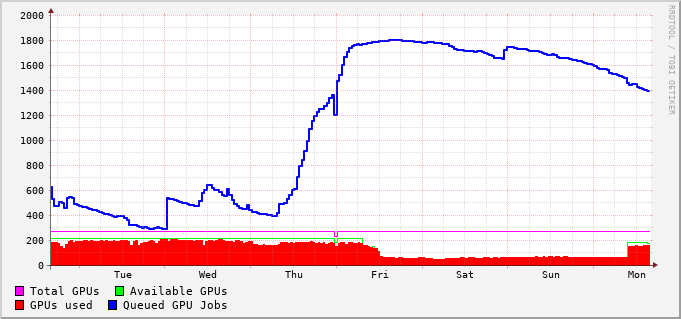 2000
1800
1600
1400
1200
1000
800
600
400
200
0
Tue Wed Thu Fri Sat Sun Mon
Total GPUs Available GPUs
GPUs used Queued GPU Jobs
RRDTOOL / TOBI OETIKER